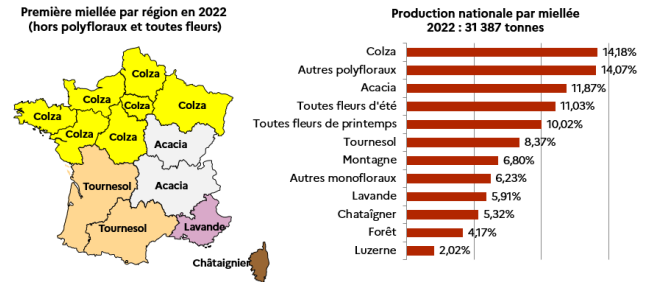 Première miellée par région en 2022
(hors polyfloraux et toutes fleurs)
Colza
Colza
Colza
Colza
Colza
Colza
Colza
Acacia
Tournesol
Acacia
Tournesol
Lavande
Châtaignier
Production nationale par miellée
2022 : 31 387 tonnes
Colza 14,18%
Autres polyfloraux 14,07%
Acacia 11,87%
Toutes fleurs d'été 11,03%
Toutes fleurs de printemps 10,02%
Tournesol 8,37%
Montagne 6,80%
Autres monofloraux 6,23%
Lavande 5,91%
Chataîgner 5,32%
Forêt 4,17%
Luzerne 2,02%